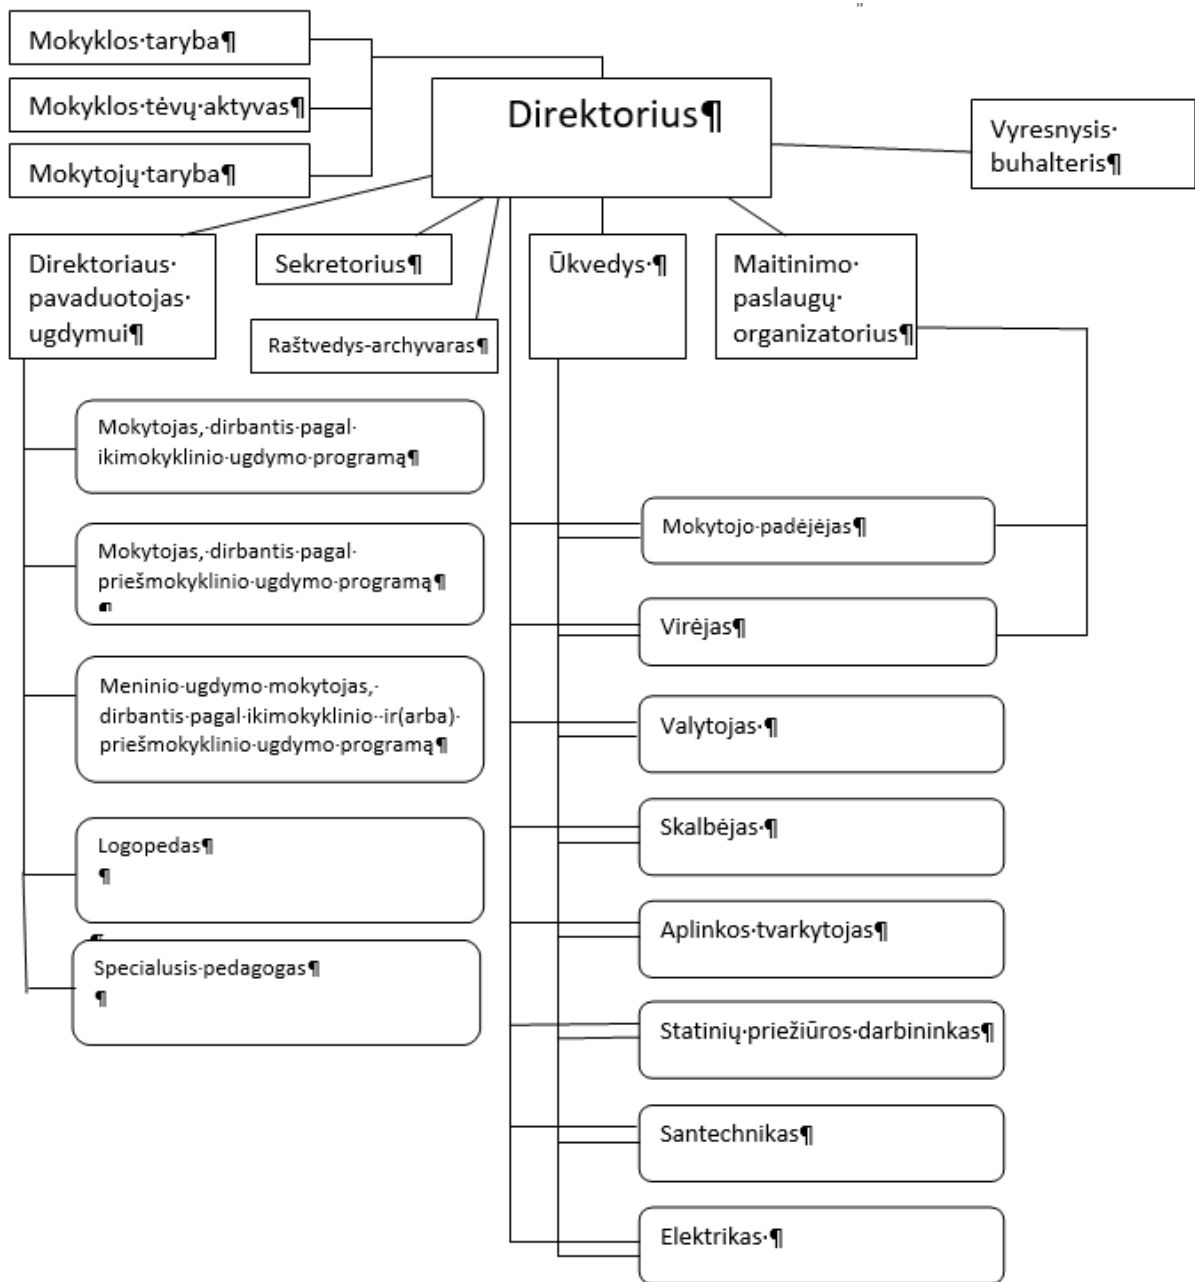 Mokyklos·taryba¶
Mokyklos·tėvų·aktyvas¶
Mokytojų·taryba¶
Direktorius¶
Vyresnysis·
buhalteris¶
Direktoriaus·
pavaduotojas·
ugdymui¶
Sekretorius¶
Raštvedys-archyvaras¶
Ūkvedys·¶
Maitinimo·
paslaugų·
organizatorius¶
Mokytojas,·dirbantis·pagal·
ikimokyklinio·ugdymo·programą¶
Mokytojas,·dirbantis·pagal·
priešmokyklinio·ugdymo·programą¶
¶
Meninio·ugdymo·mokytojas,·
dirbantis·pagal·ikimokyklinio··ir(arba)·
priešmokyklinio·ugdymo·programą¶
Logopedas¶
¶
¶
Specialusis·pedagogas¶
¶
Mokytojo·padėjėjas¶
Virėjas¶
Valytojas·¶
Skalbėjas·¶
Aplinkos·tvarkytojas¶
Statinių·priežiūros·darbininkas¶
Santechnikas¶
Elektrikas·¶